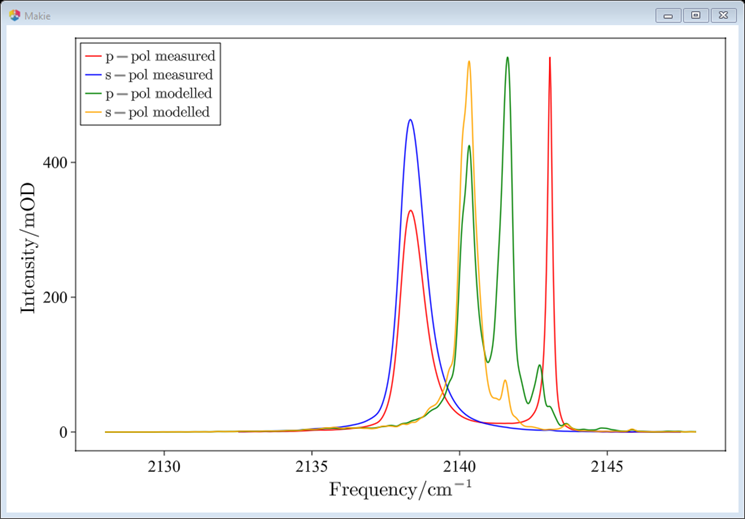 Makie
p – pol measured
s – pol measured
p – pol modelled
s – pol modelled
400
200
0
Intensity/mOD
2130 2135 2140 2145
Frequency/cm⁻¹